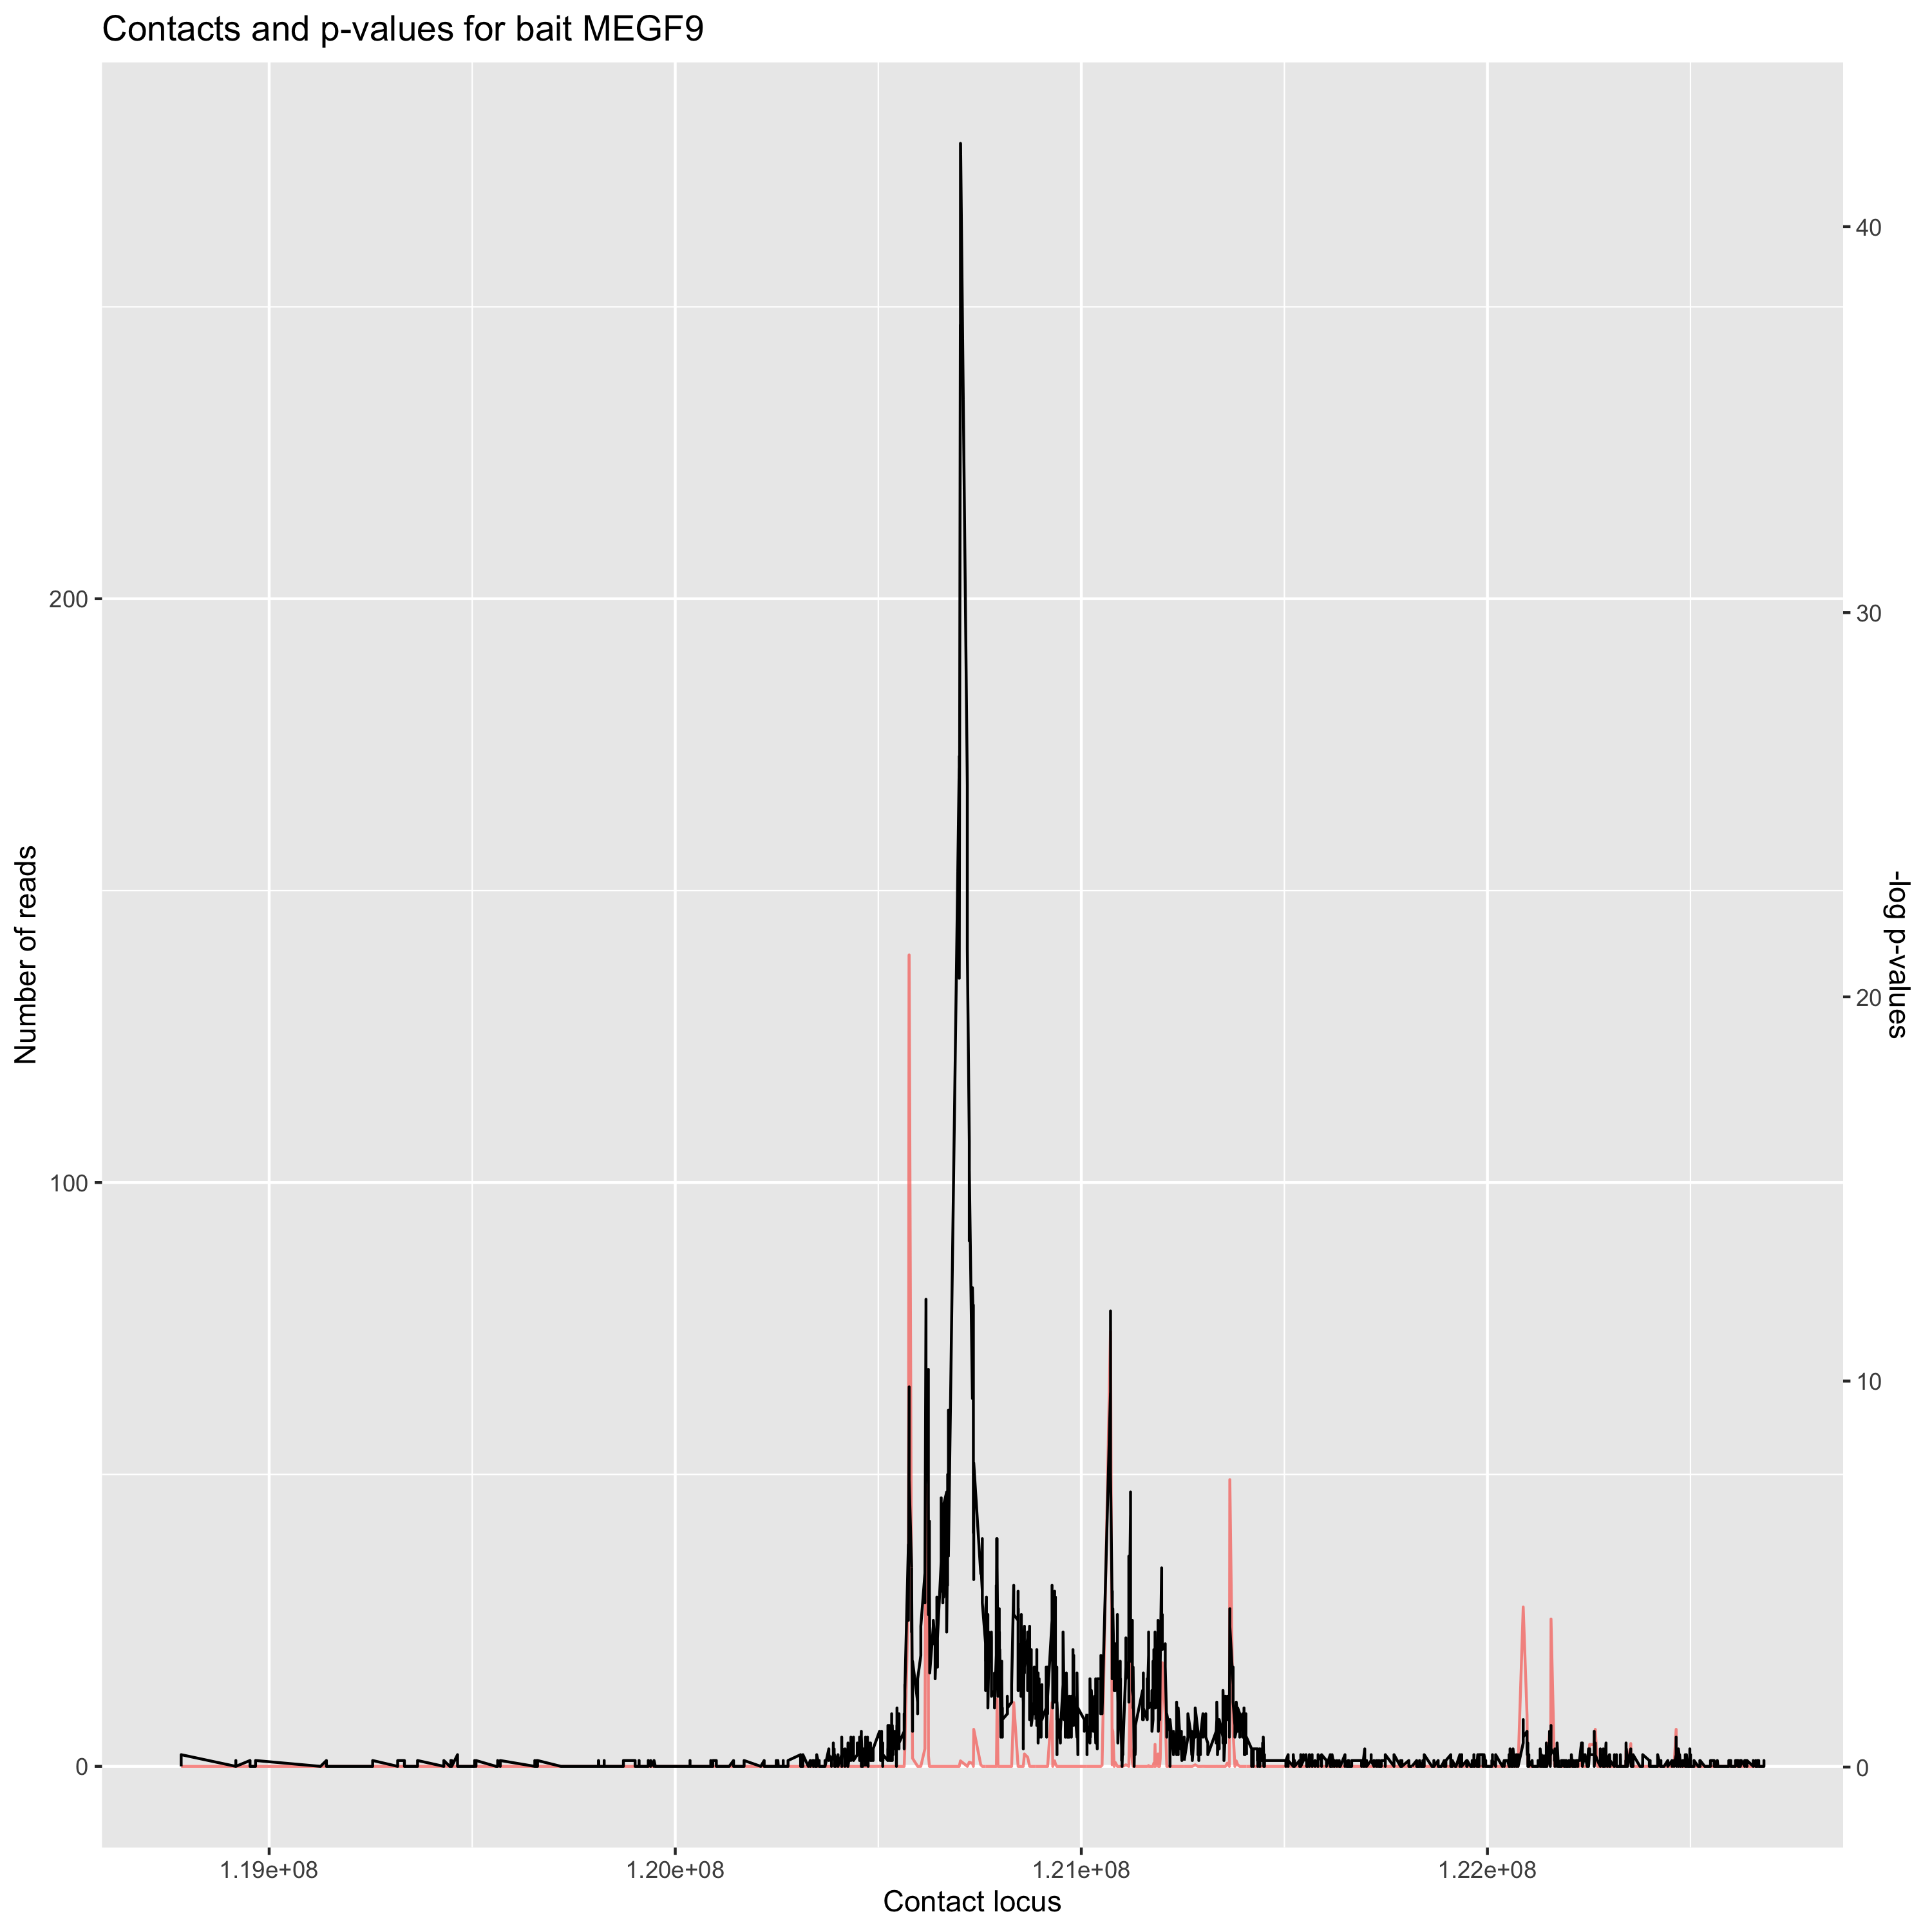 Contacts and p-values for bait MEGF9
Number of reads
200
100
0
40
30
20
10
0
-log p-values
1.19e+08
1.20e+08
1.21e+08
1.22e+08
Contact locus